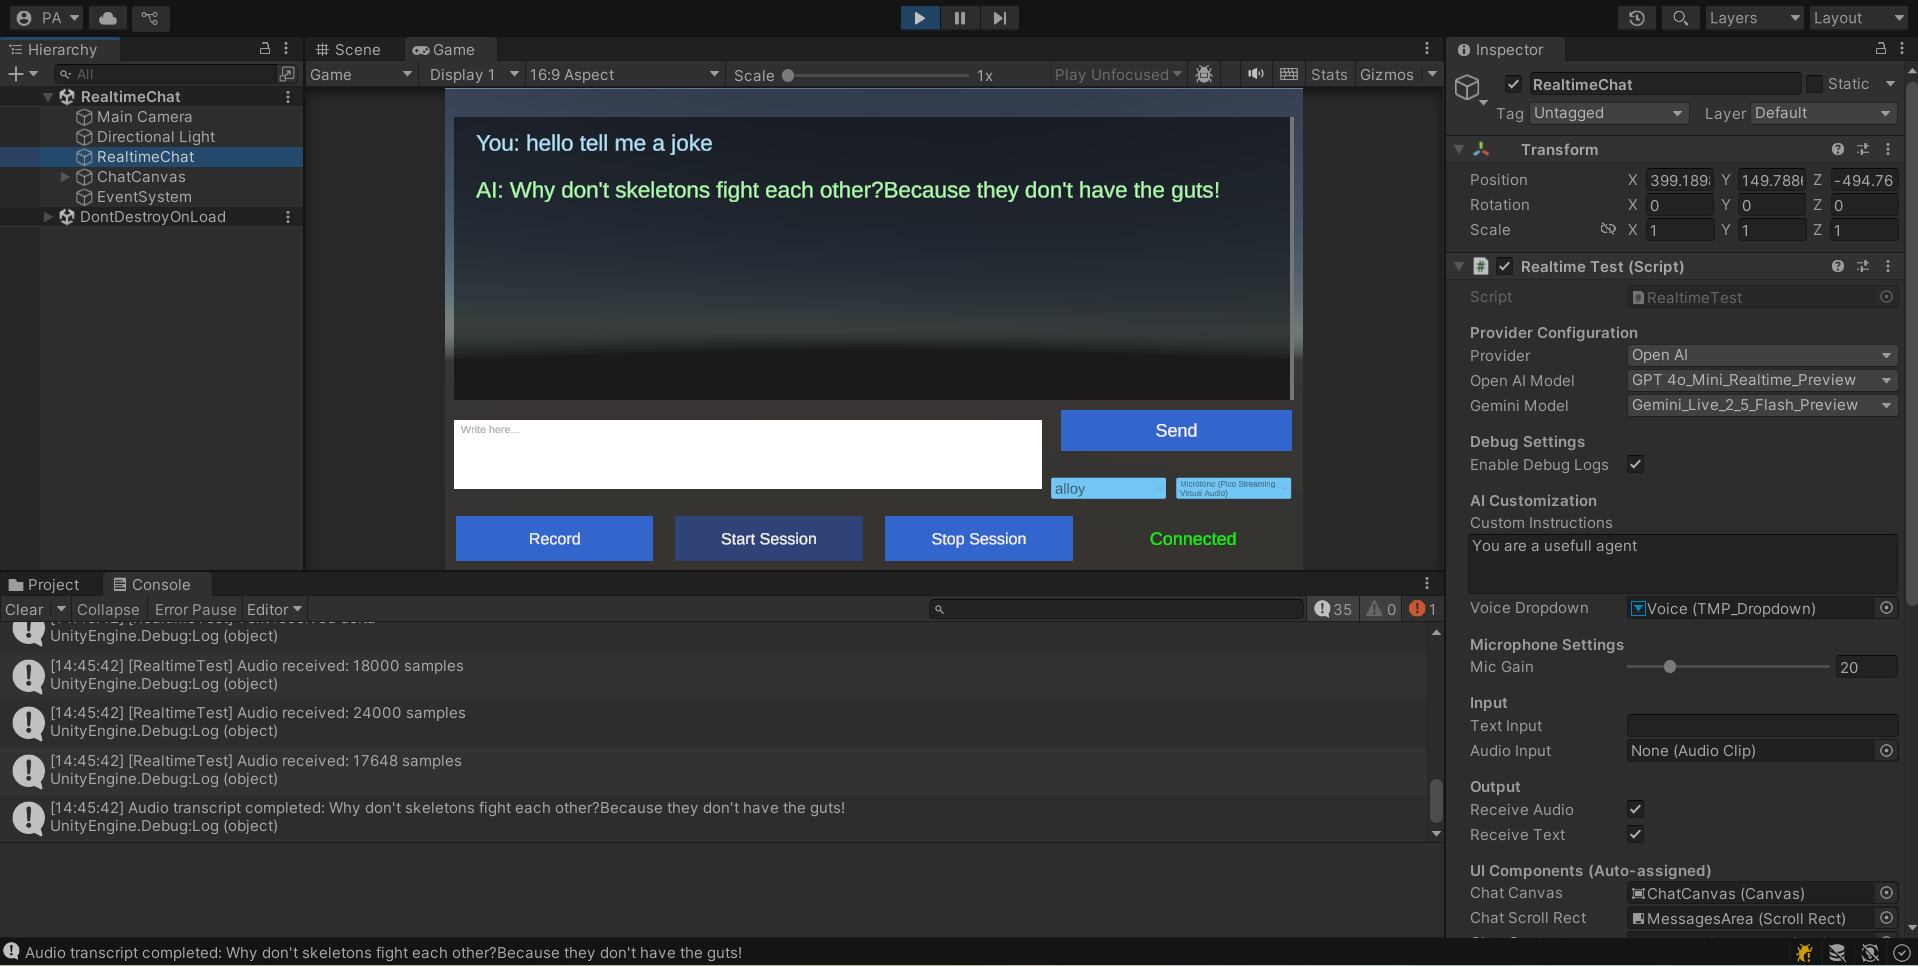 PA
Layers
Layout
Hierarchy
All
RealtimeChat
Main Camera
Directional Light
RealtimeChat
ChatCanvas
EventSystem
DontDestroyOnLoad
Scene
Game
Game
Display 1
16:9 Aspect
Scale
1x
Play Unfocused
Stats
Gizmos
You: hello tell me a joke
AI: Why don't skeletons fight each other?Because they don't have the guts!
Write here...
Send
alloy
Micrófono (Pico Streaming
Virtual Audio)
Record
Start Session
Stop Session
Connected
Inspector
RealtimeChat
Static
Tag
Untagged
Layer
Default
Transform
Position X 399.189 Y 149.788 Z -494.76
Rotation X 0 Y 0 Z 0
Scale X 1 Y 1 Z 1
Realtime Test (Script)
Script
RealtimeTest
Provider Configuration
Provider
Open AI
Open AI Model
GPT 4o_Mini_Realtime_Preview
Gemini Model
Gemini_Live_2_5_Flash_Preview
Debug Settings
Enable Debug Logs
AI Customization
Custom Instructions
You are a usefull agent
Voice Dropdown
Voice (TMP_Dropdown)
Microphone Settings
Mic Gain
20
Input
Text Input
Audio Input
None (Audio Clip)
Output
Receive Audio
Receive Text
UI Components (Auto-assigned)
Chat Canvas
ChatCanvas (Canvas)
Chat Scroll Rect
MessagesArea (Scroll Rect)
Project
Console
Clear
Collapse
Error Pause
Editor
35
0
1
UnityEngine.Debug:Log (object)
[14:45:42] [RealtimeTest] Audio received: 18000 samples
UnityEngine.Debug:Log (object)
[14:45:42] [RealtimeTest] Audio received: 24000 samples
UnityEngine.Debug:Log (object)
[14:45:42] [RealtimeTest] Audio received: 17648 samples
UnityEngine.Debug:Log (object)
[14:45:42] Audio transcript completed: Why don't skeletons fight each other?Because they don't have the guts!
UnityEngine.Debug:Log (object)
Audio transcript completed: Why don't skeletons fight each other?Because they don't have the guts!